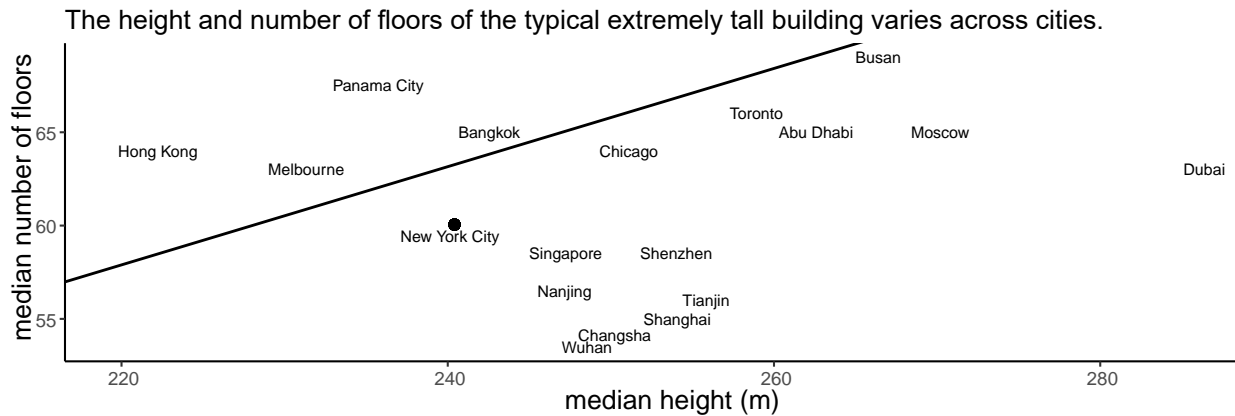 The height and number of floors of the typical extremely tall building varies across cities.
median number of floors
65
60
55
Busan
Panama City
Toronto
Bangkok
Abu Dhabi
Moscow
Hong Kong
Chicago
Melbourne
Dubai
New York City
Singapore
Shenzhen
Nanjing
Tianjin
Shanghai
Changsha
Wuhan
220
240
260
280
median height (m)